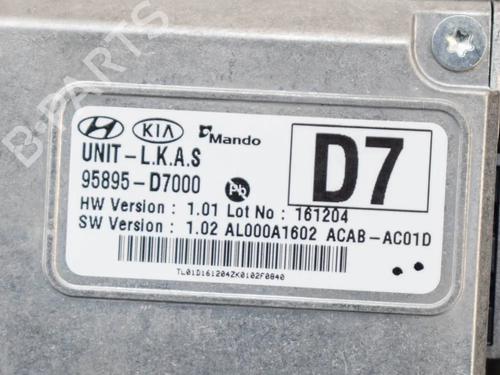 B-PARTS
KIA Mando
D7
UNIT-L.K.A.S
95895-D7000
Pb
HW Version : 1.01 Lot No : 161204
SW Version : 1.02 AL000A1602 ACAB-AC01D
TL01D161204ZK0102F0840